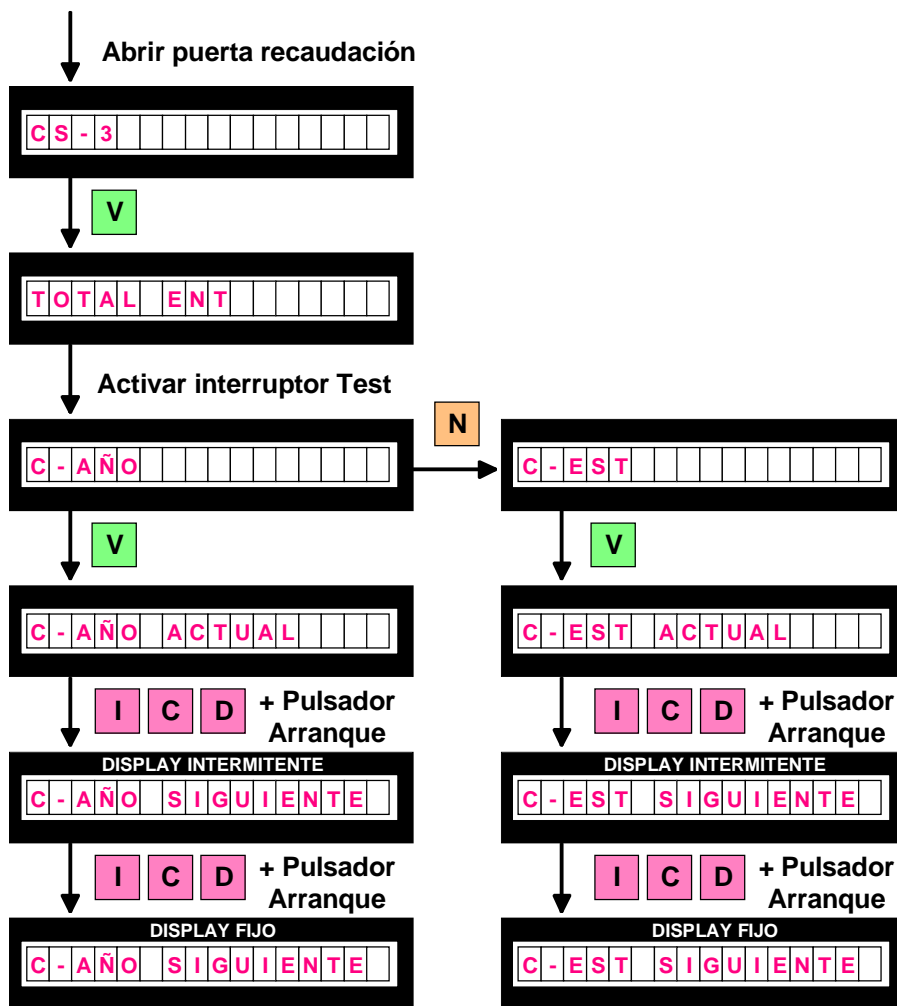 Abrir puerta recaudación
CS-3
V
TOTAL ENT
Activar interruptor Test
N
C-AÑO
C-EST
V
V
C-AÑO ACTUAL
C-EST ACTUAL
I C D + Pulsador
Arranque
I C D + Pulsador
Arranque
DISPLAY INTERMITENTE
C-AÑO SIGUIENTE
DISPLAY INTERMITENTE
C-EST SIGUIENTE
I C D + Pulsador
Arranque
I C D + Pulsador
Arranque
DISPLAY FIJO
C-AÑO SIGUIENTE
DISPLAY FIJO
C-EST SIGUIENTE